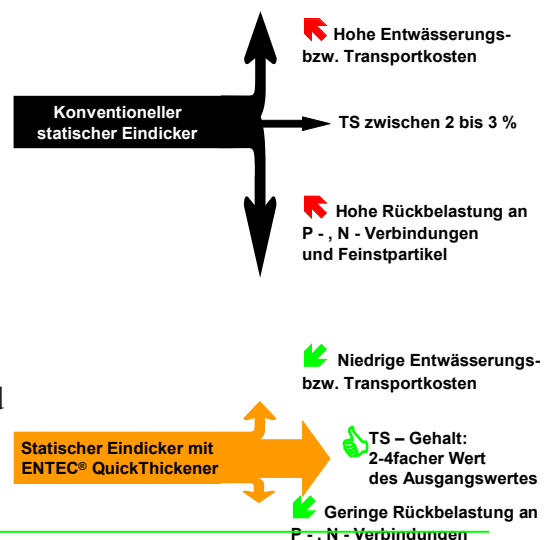 Hohe Entwässerungs-
bzw. Transportkosten
Konventioneller
statischer Eindicker
TS zwischen 2 bis 3 %
Hohe Rückbelastung an
P - , N - Verbindungen
und Feinstpartikel
Niedrige Entwässerungs-
bzw. Transportkosten
d
Statischer Eindicker mit
ENTEC® QuickThickener
TS – Gehalt:
2-4facher Wert
des Ausgangswertes
Geringe Rückbelastung an
P - , N - Verbindungen